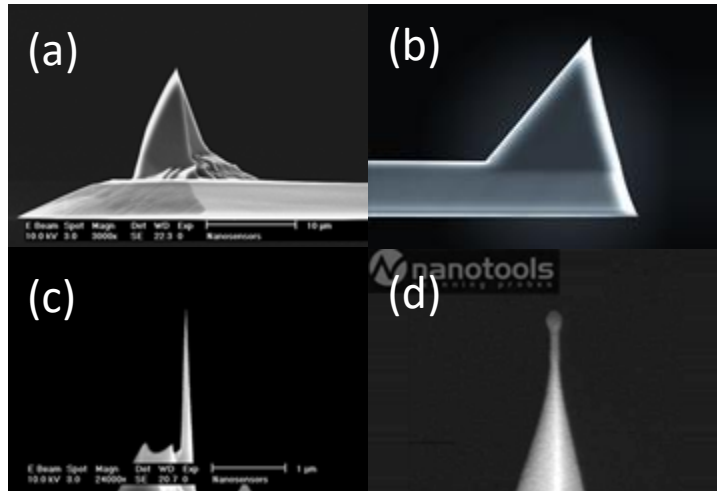 (a)
E Beam Spot Magn Det WD Exp
10.0 kV 3.0 3000x SE 22.3 0 Nanosensors 10 µm
(b)
(c)
E Beam Spot Magn Det WD Exp
10.0 kV 3.0 24000x SE 20.7 0 Nanosensors 1 µm
nanotools
scanning probes
(d)